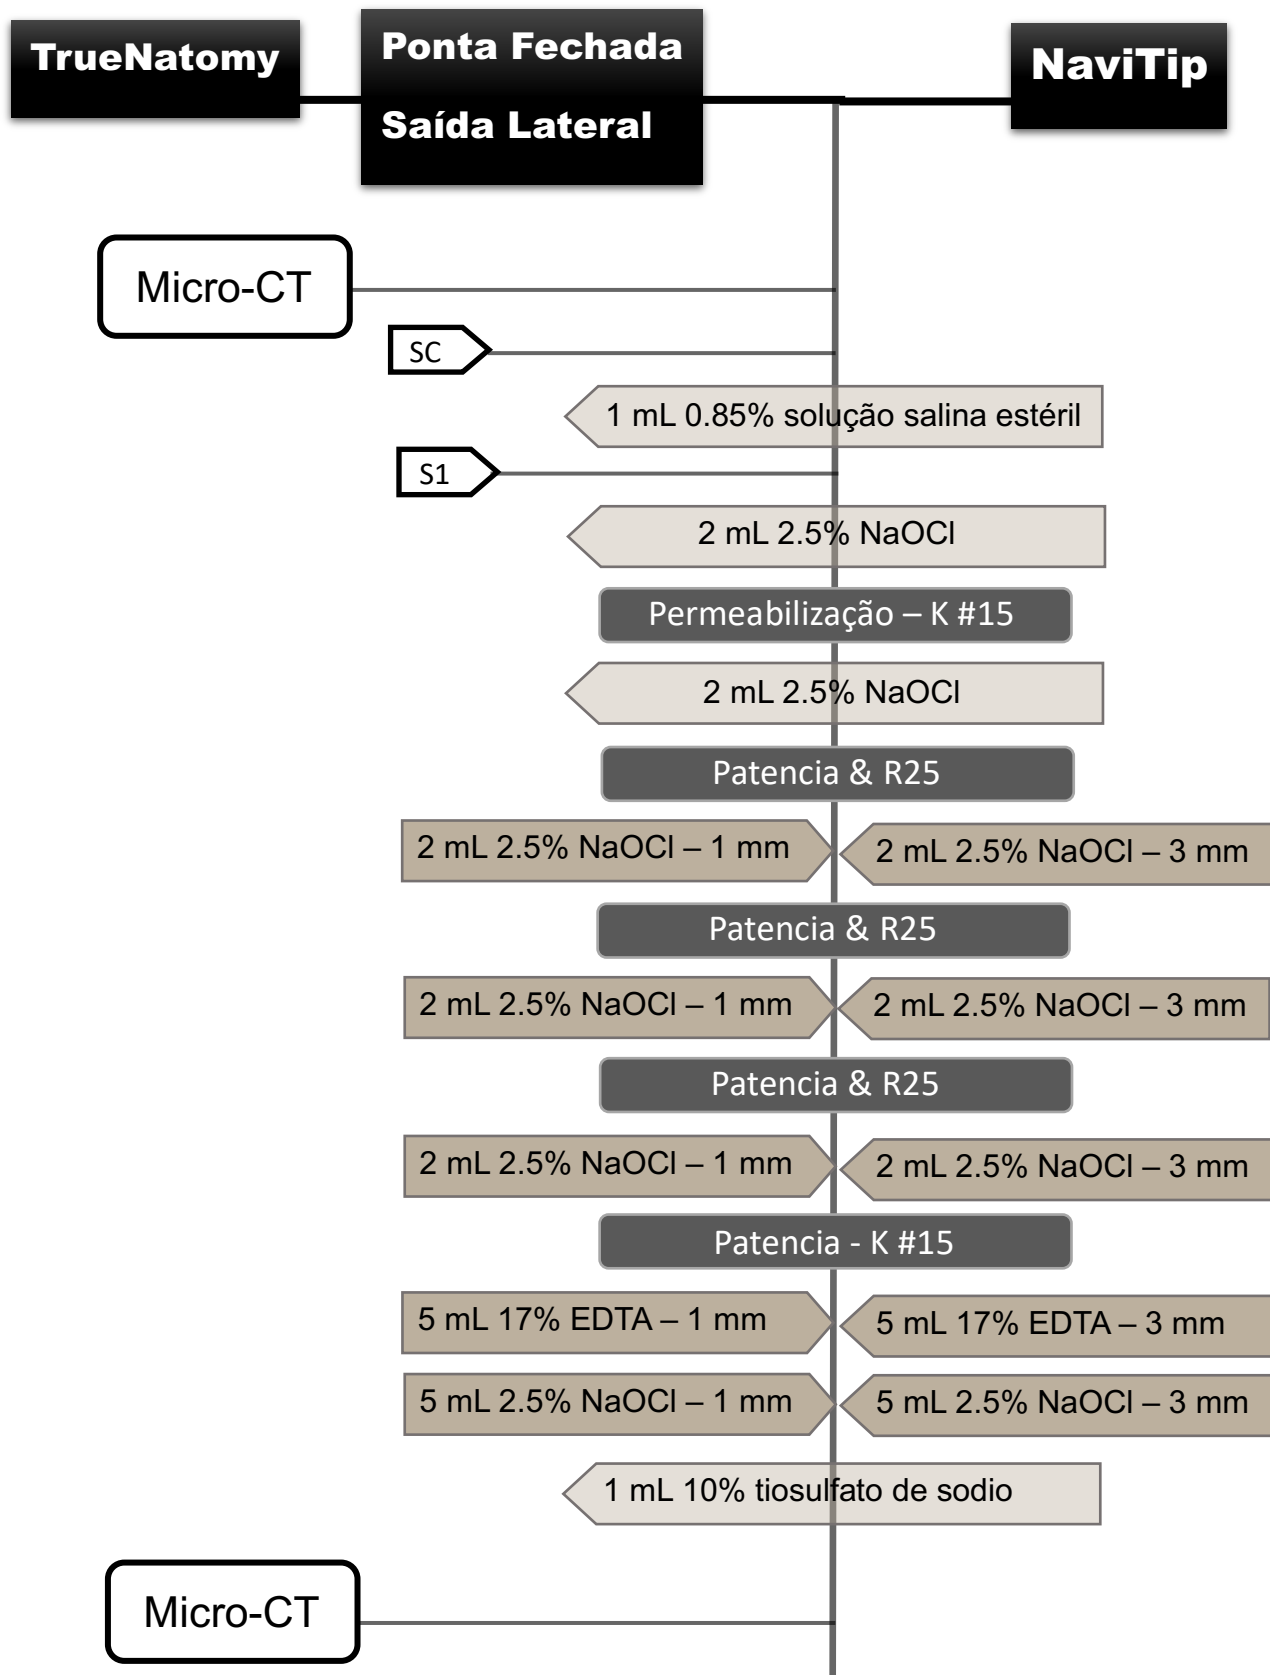 TrueNatomy
Ponta Fechada
Saída Lateral
NaviTip
Micro-CT
SC
1 mL 0.85% solução salina estéril
S1
2 mL 2.5% NaOCl
Permeabilização – K #15
2 mL 2.5% NaOCl
Patencia & R25
2 mL 2.5% NaOCl – 1 mm
2 mL 2.5% NaOCl – 3 mm
Patencia & R25
2 mL 2.5% NaOCl – 1 mm
2 mL 2.5% NaOCl – 3 mm
Patencia & R25
2 mL 2.5% NaOCl – 1 mm
2 mL 2.5% NaOCl – 3 mm
Patencia - K #15
5 mL 17% EDTA – 1 mm
5 mL 17% EDTA – 3 mm
5 mL 2.5% NaOCl – 1 mm
5 mL 2.5% NaOCl – 3 mm
1 mL 10% tiosulfato de sodio
Micro-CT